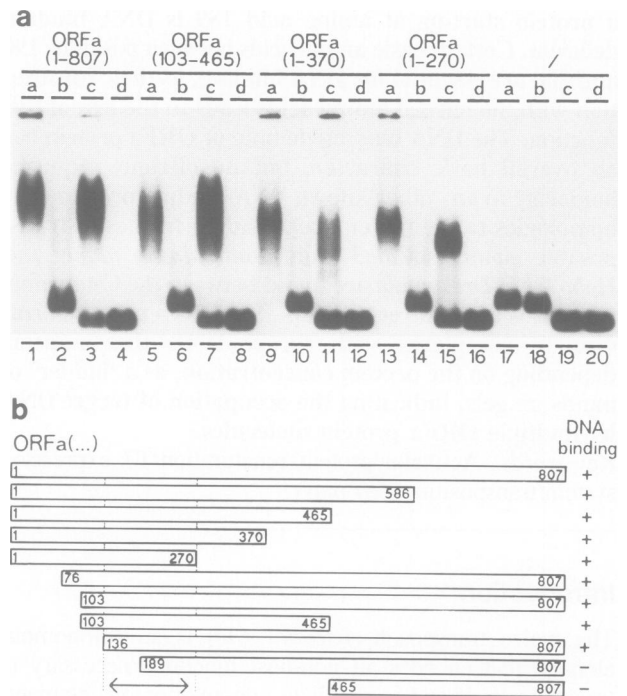 a
ORFa ORFa ORFa ORFa
(1–807) (103–465) (1–370) (1–270) /
a b c d a b c d a b c d a b c d a b c d
1 2 3 4 5 6 7 8 9 10 11 12 13 14 15 16 17 18 19 20
b
ORFa(...) DNA binding
1 807 +
1 586 +
1 465 +
1 370 +
1 270 +
76 807 +
103 807 +
103 465 +
136 807 +
189 807 –
465 807 –